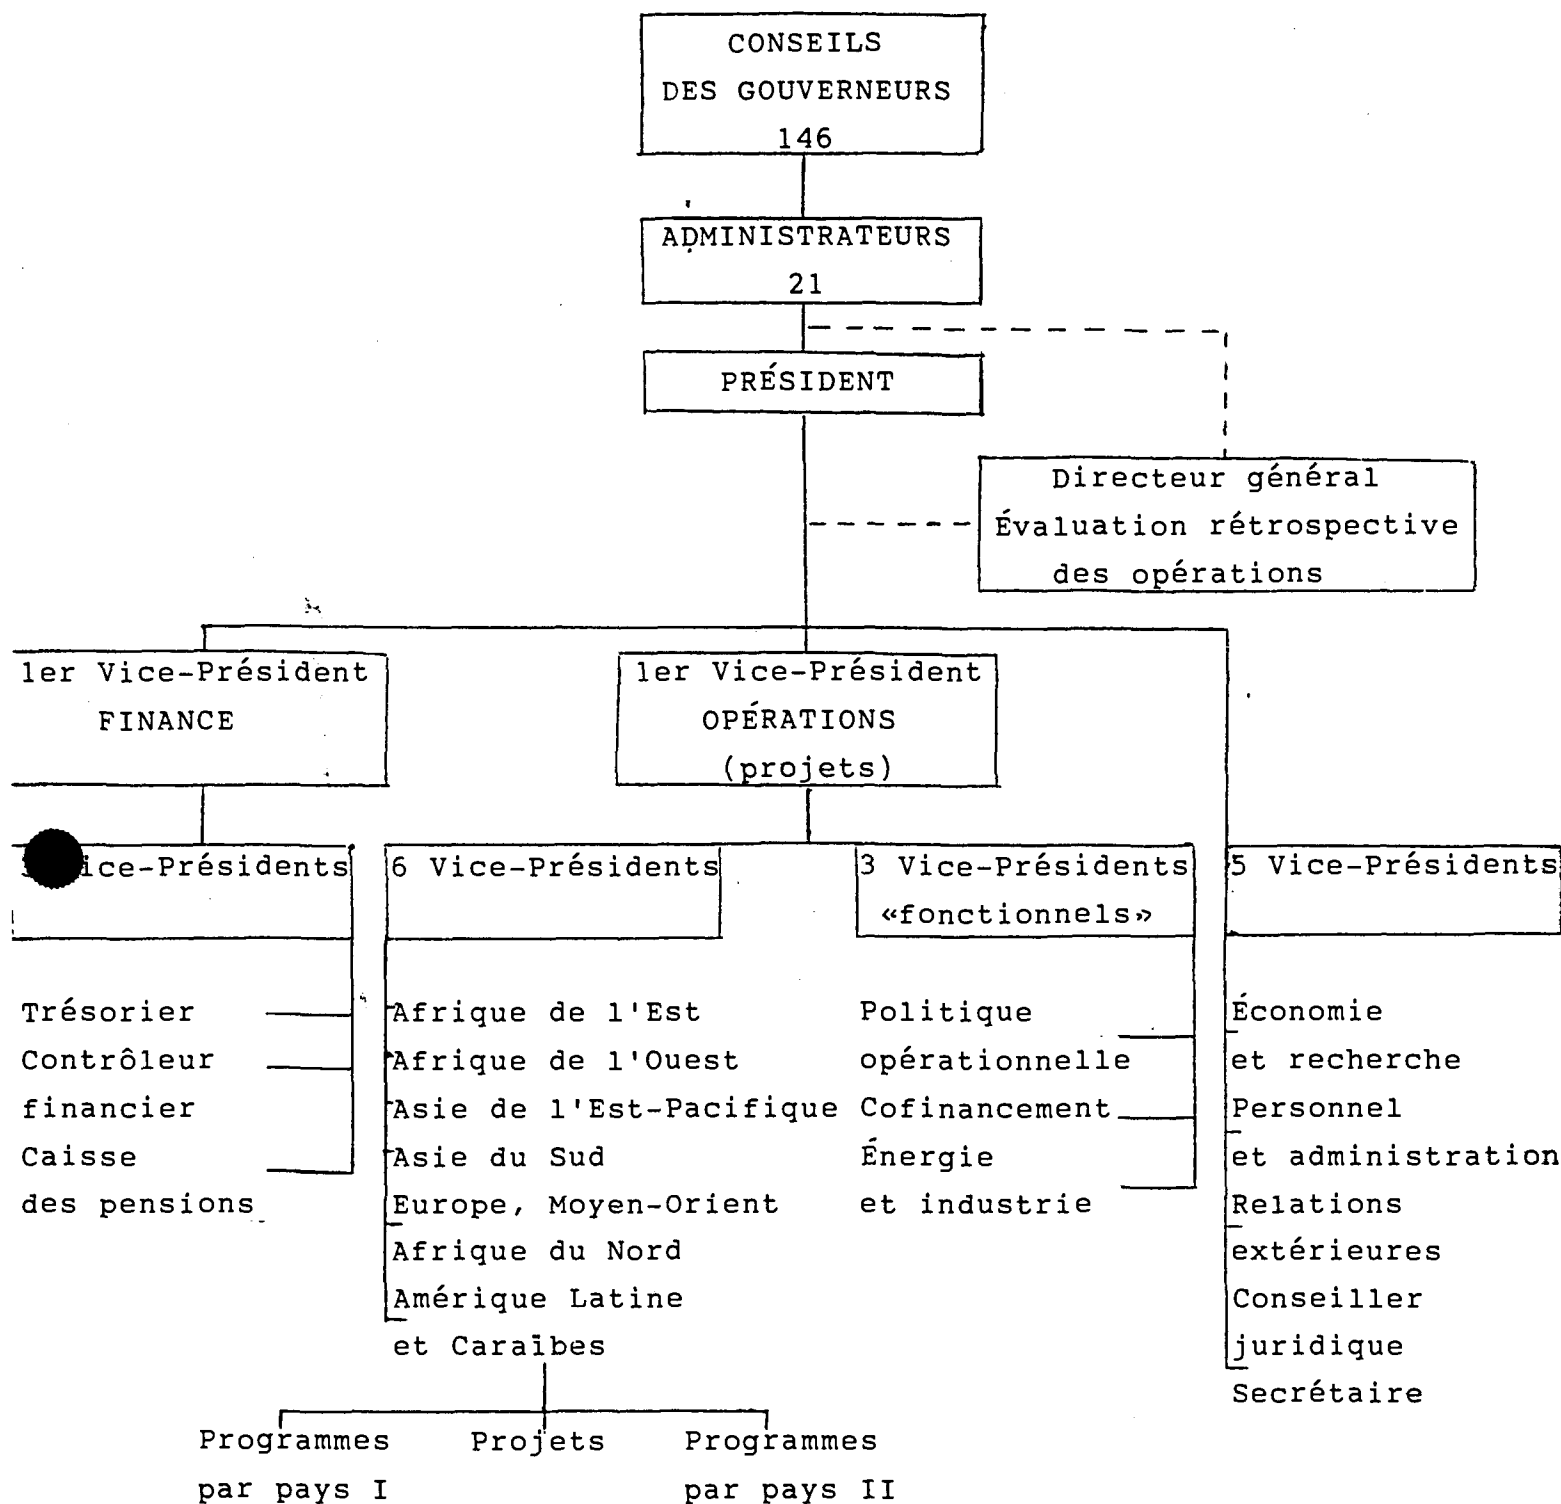 CONSEILS
DES GOUVERNEURS
146
ADMINISTRATEURS
21
PRÉSIDENT
Directeur général
Évaluation rétrospective
des opérations
1er Vice-Président
FINANCE
1er Vice-Président
OPÉRATIONS
(projets)
Vice-Présidents
6 Vice-Présidents
3 Vice-Présidents
«fonctionnels»
5 Vice-Présidents
Trésorier
Contrôleur
financier
Caisse
des pensions
Afrique de l'Est
Afrique de l'Ouest
Asie de l'Est-Pacifique
Asie du Sud
Europe, Moyen-Orient
Afrique du Nord
Amérique Latine
et Caraïbes
Politique
opérationnelle
Cofinancement
Énergie
et industrie
Économie
et recherche
Personnel
et administration
Relations
extérieures
Conseiller
juridique
Secrétaire
Programmes
par pays I
Projets
Programmes
par pays II